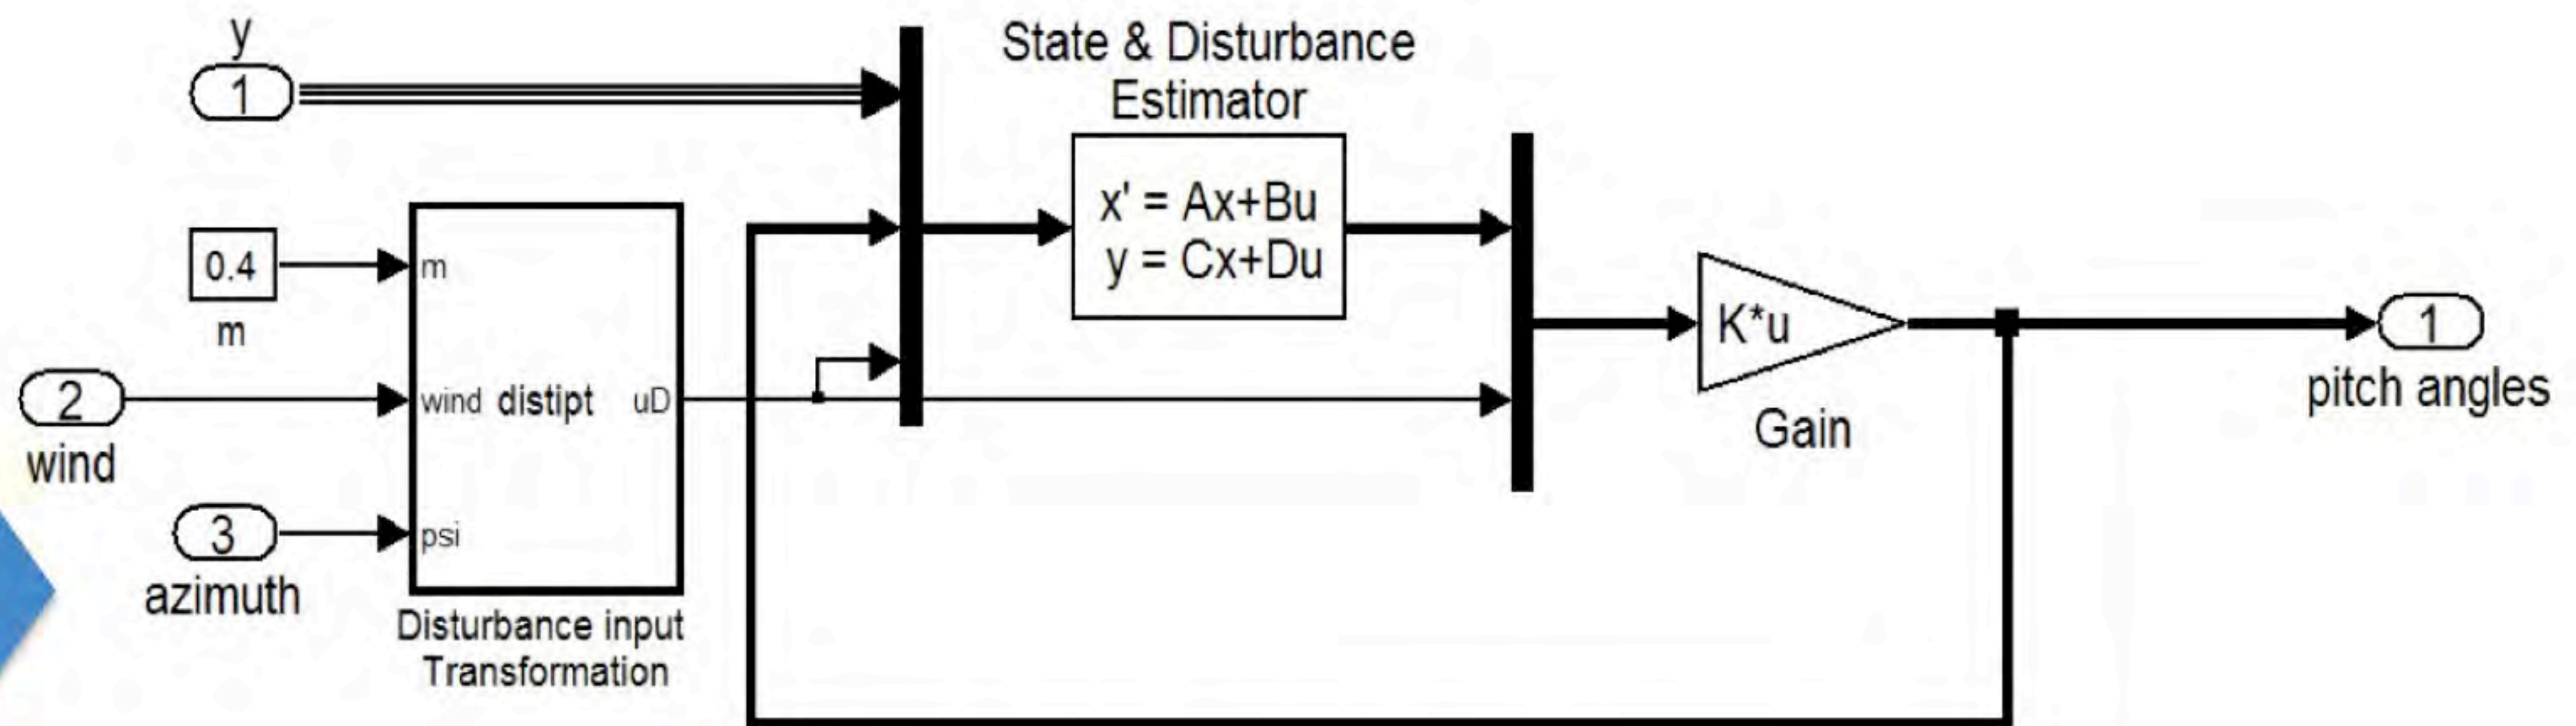 y
1
State & Disturbance
Estimator
x' = Ax+Bu
y = Cx+Du
0.4
m
m
2
wind
wind distipt uD
3
azimuth
psi
Disturbance input
Transformation
K*u
Gain
1
pitch angles